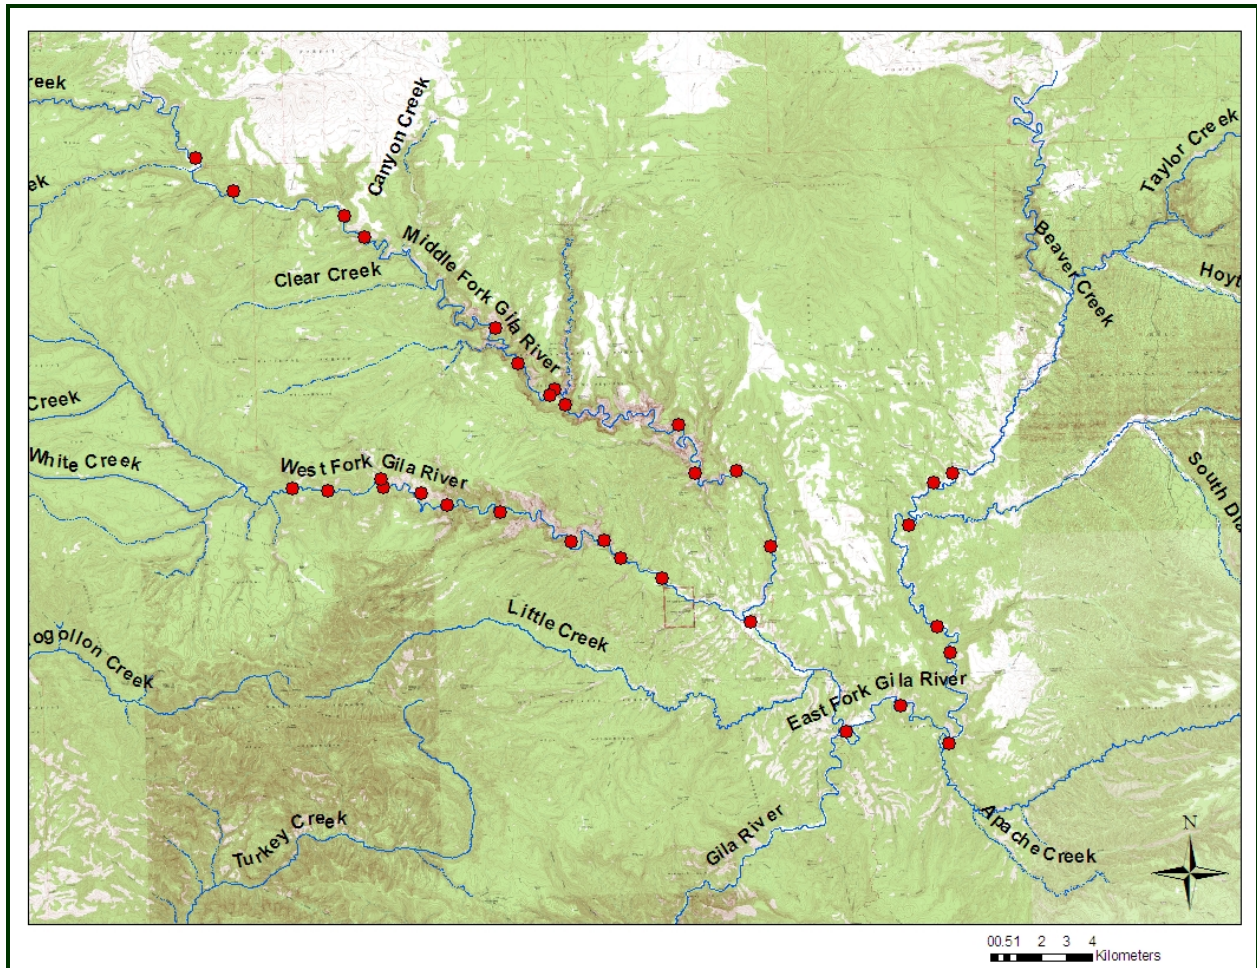 reek
Canyon Creek
Taylor Creek
ek
Beaver Creek
Middle Fork Gila River
Hoyt
Clear Creek
Creek
White Creek
West Fork Gila River
South Dia
Little Creek
ogollon Creek
East Fork Gila River
Turkey Creek
Gila River
Apache Creek
N
00.51 2 3 4
Kilometers